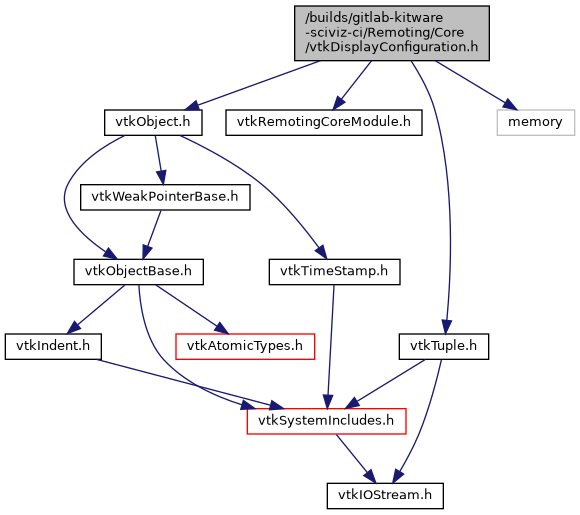 /builds/gitlab-kitware
-sciviz-ci/Remoting/Core
/vtkDisplayConfiguration.h
vtkObject.h
vtkRemotingCoreModule.h
memory
vtkWeakPointerBase.h
vtkObjectBase.h
vtkTimeStamp.h
vtkIndent.h
vtkAtomicTypes.h
vtkTuple.h
vtkSystemIncludes.h
vtkIOStream.h